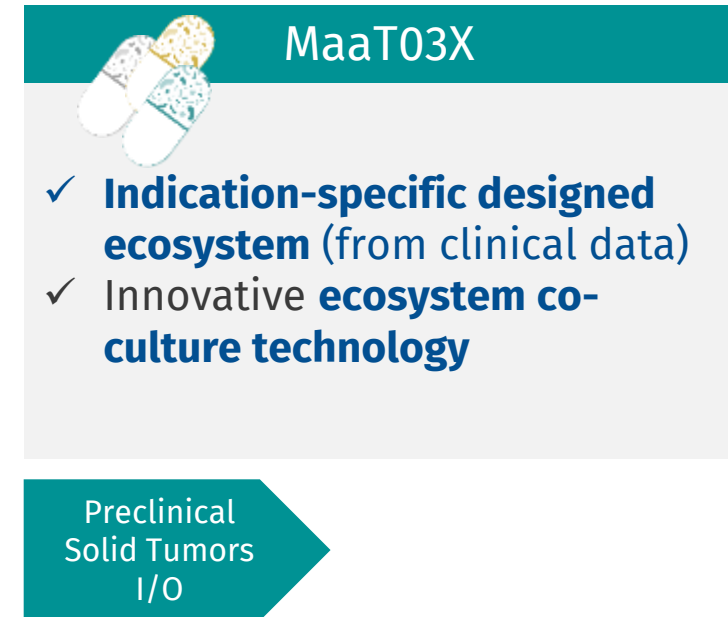 MaaT03X
✓ Indication-specific designed
ecosystem (from clinical data)
✓ Innovative ecosystem co-
culture technology
Preclinical
Solid Tumors
I/O